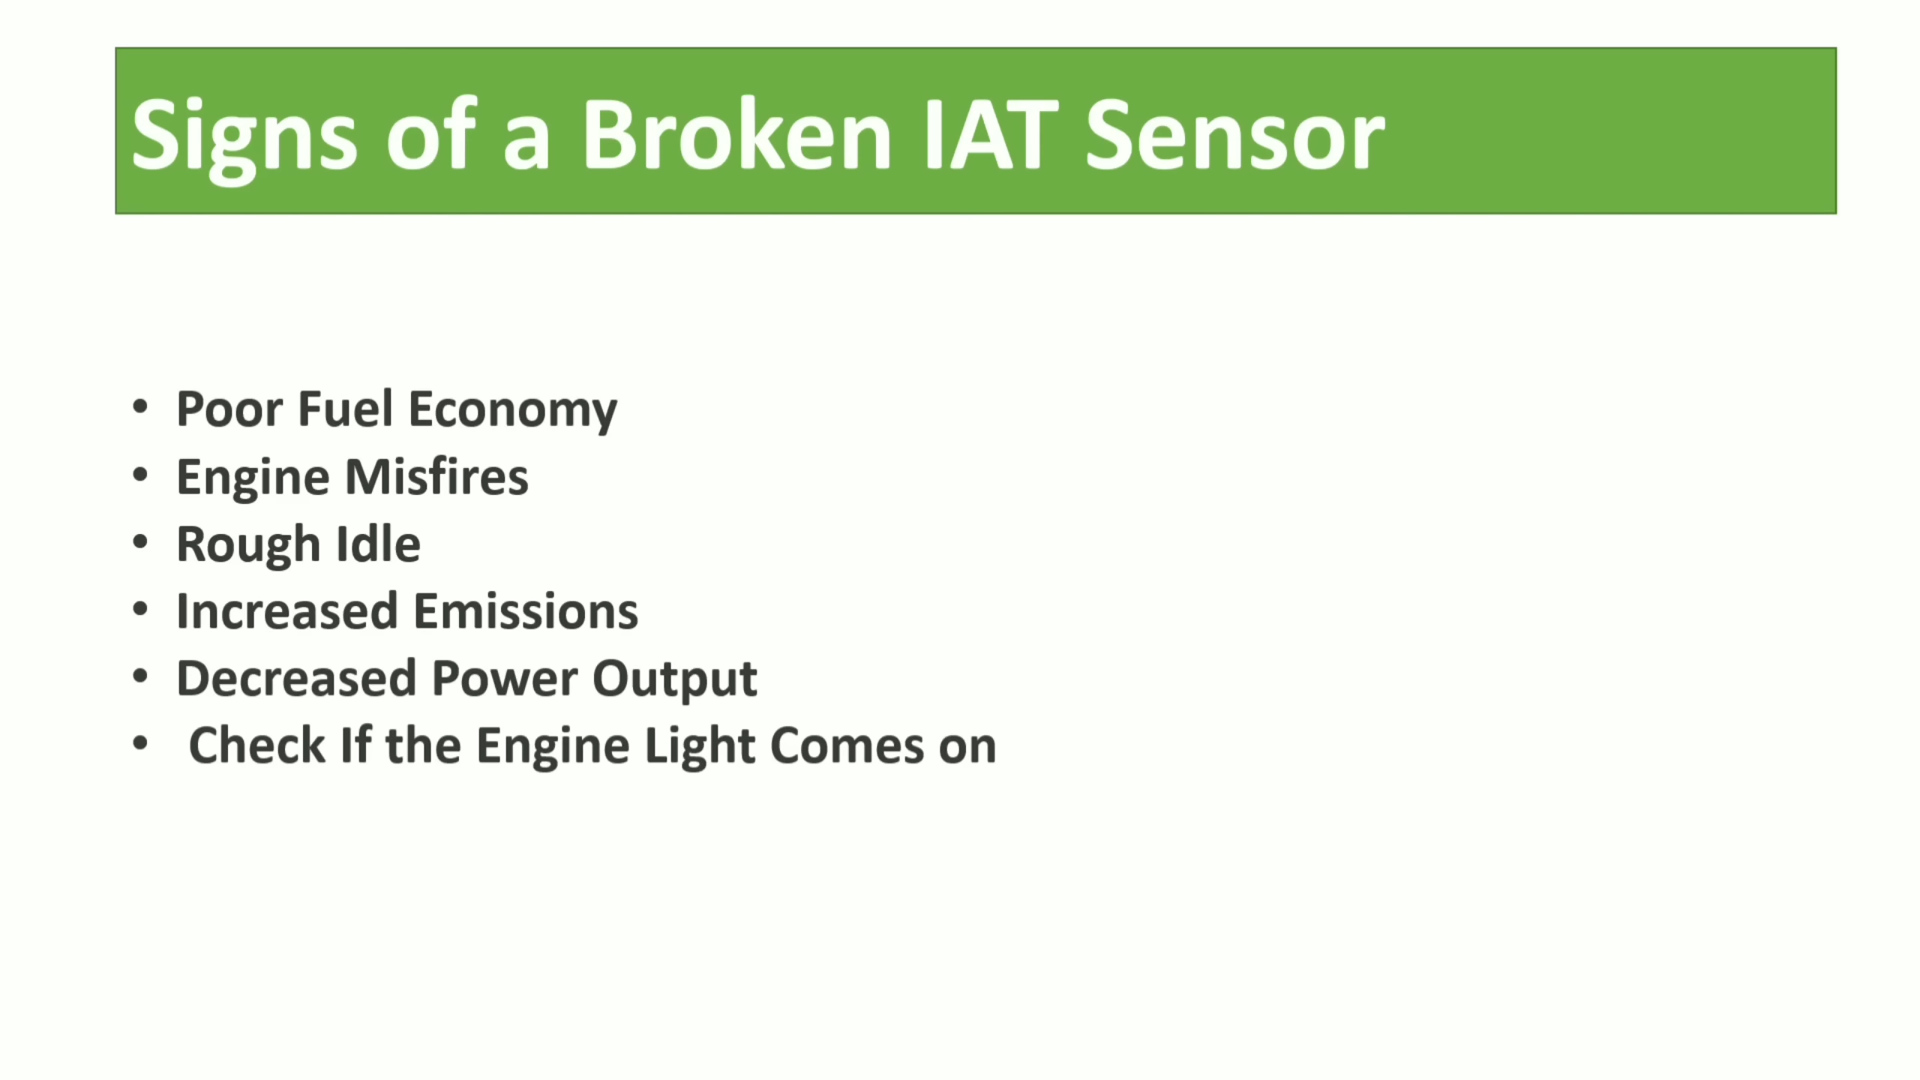 Signs of a Broken IAT Sensor
• Poor Fuel Economy
• Engine Misfires
• Rough Idle
• Increased Emissions
• Decreased Power Output
• Check If the Engine Light Comes on